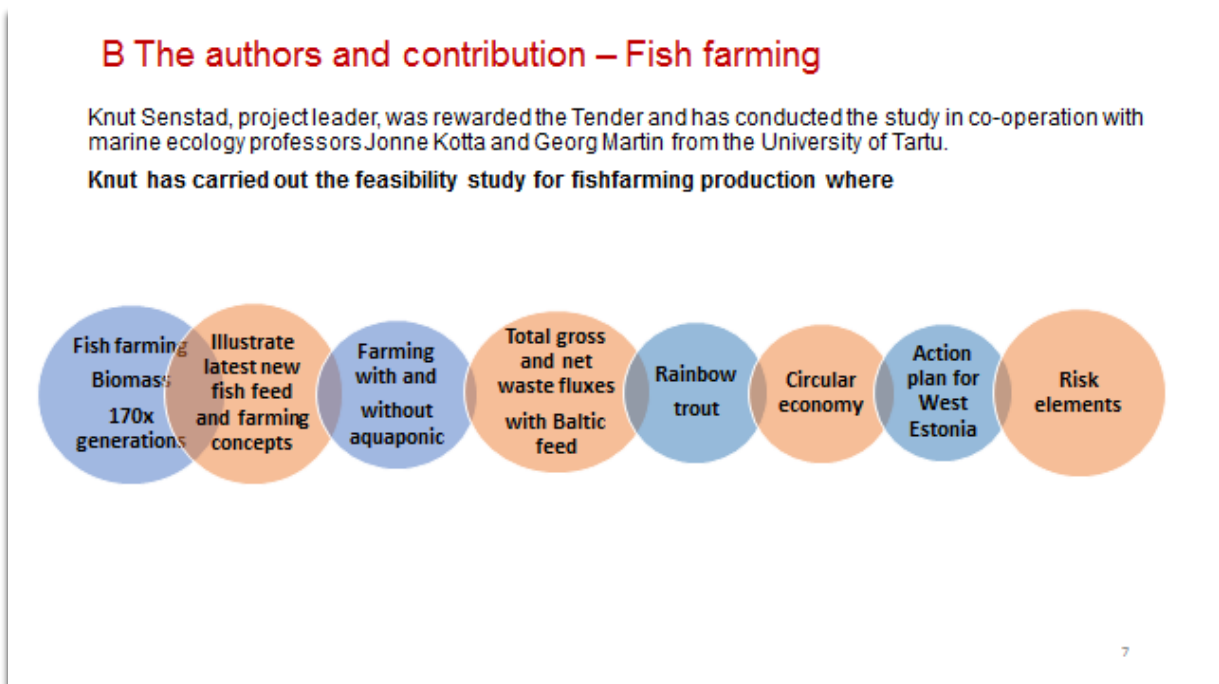 B The authors and contribution – Fish farming
Knut Senstad, project leader, was rewarded the Tender and has conducted the study in co-operation with
marine ecology professors Jonne Kotta and Georg Martin from the University of Tartu.
Knut has carried out the feasibility study for fishfarming production where
Fish farming
Biomass
170x
generations
Illustrate
latest new
fish feed
and farming
concepts
Farming
with and
without
aquaponic
Total gross
and net
waste fluxes
with Baltic
feed
Rainbow
trout
Circular
economy
Action
plan for
West
Estonia
Risk
elements
7